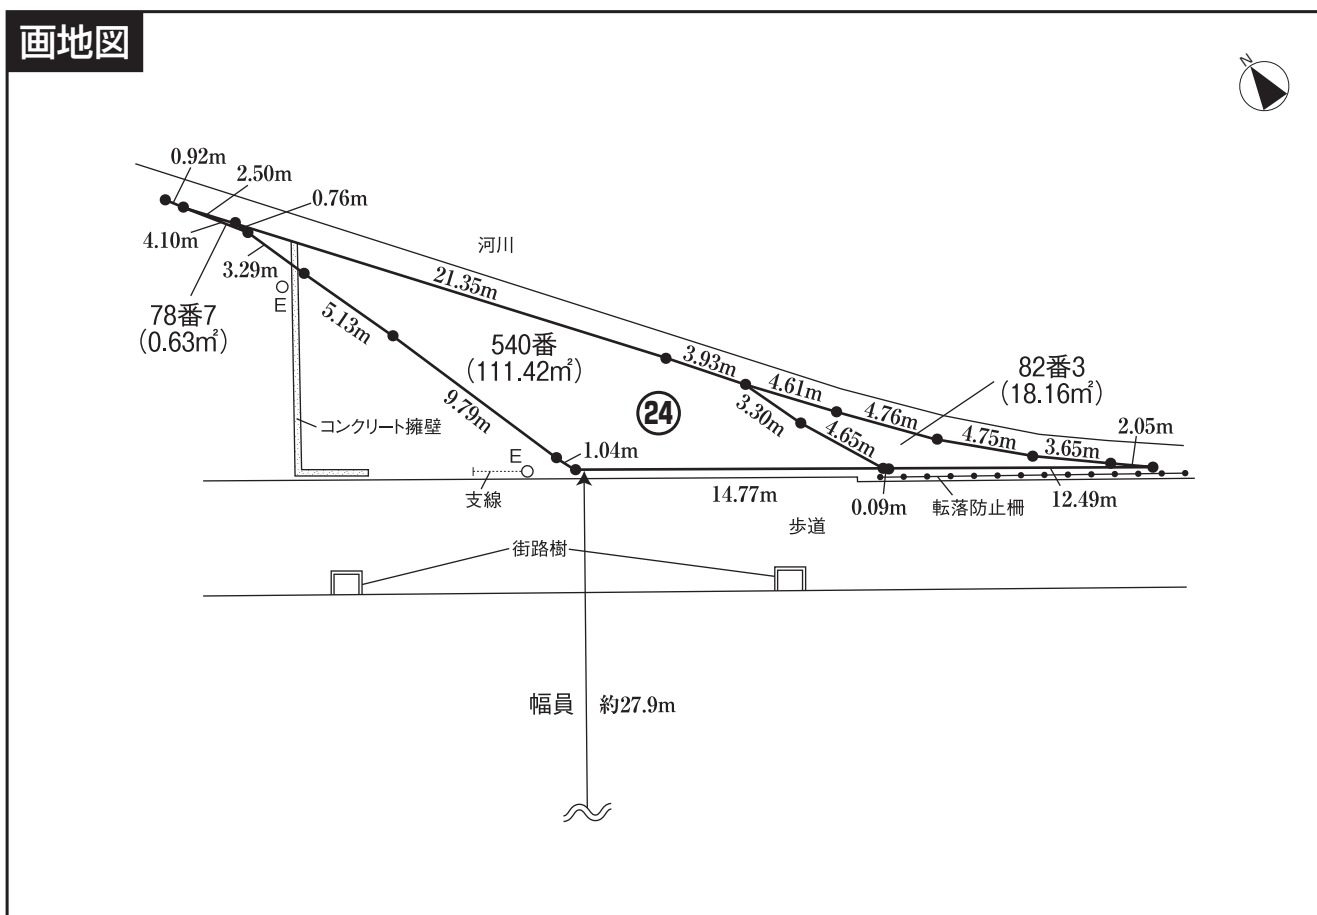 画地図
N
0.92m
2.50m
0.76m
4.10m
3.29m
河川
21.35m
E
78番7
(0.63㎡)
5.13m
540番
(111.42㎡)
3.93m
82番3
(18.16㎡)
4.61m
4.76m
3.30m
24
9.79m
コンクリート擁壁
4.65m
4.75m
3.65m
2.05m
E
1.04m
支線
14.77m
0.09m
転落防止柵
12.49m
歩道
街路樹
幅員 約27.9m